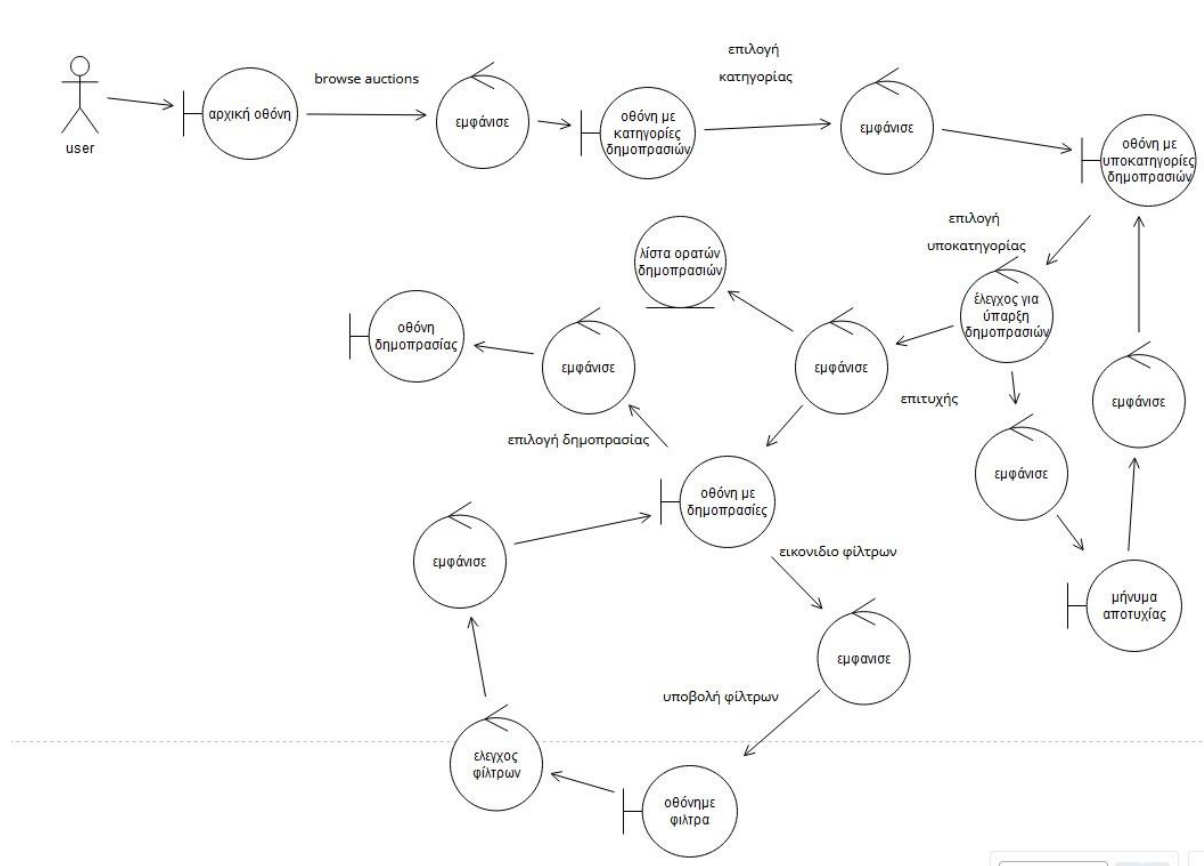 επιλογή
κατηγορίας
browse auctions
αρχική οθόνη
εμφάνισε
οθόνη με
κατηγορίες
δημοπρασιών
εμφάνισε
οθόνη με
υποκατηγορίες
δημοπρασιών
user
επιλογή
υποκατηγορίας
λίστα ορατών
δημοπρασιών
έλεγχος για
ύπαρξη
δημοπρασιών
οθόνη
δημοπρασίας
εμφάνισε
εμφάνισε
επιτυχής
εμφάνισε
επιλογή δημοπρασίας
εμφάνισε
οθόνη με
δημοπρασίες
εμφάνισε
εικονιδιο φίλτρων
μήνυμα
αποτυχίας
εμφανισε
υποβολή φίλτρων
ελεγχος
φίλτρων
οθόνημε
φιλτρα